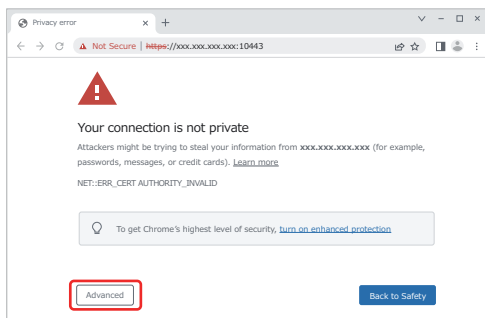 Privacy error
Not Secure | https://xxx.xxx.xxx.xxx:10443
Your connection is not private
Attackers might be trying to steal your information from xxx.xxx.xxx.xxx (for example,
passwords, messages, or credit cards). Learn more
NET::ERR_CERT AUTHORITY_INVALID
To get Chrome's highest level of security, turn on enhanced protection
Advanced
Back to Safety